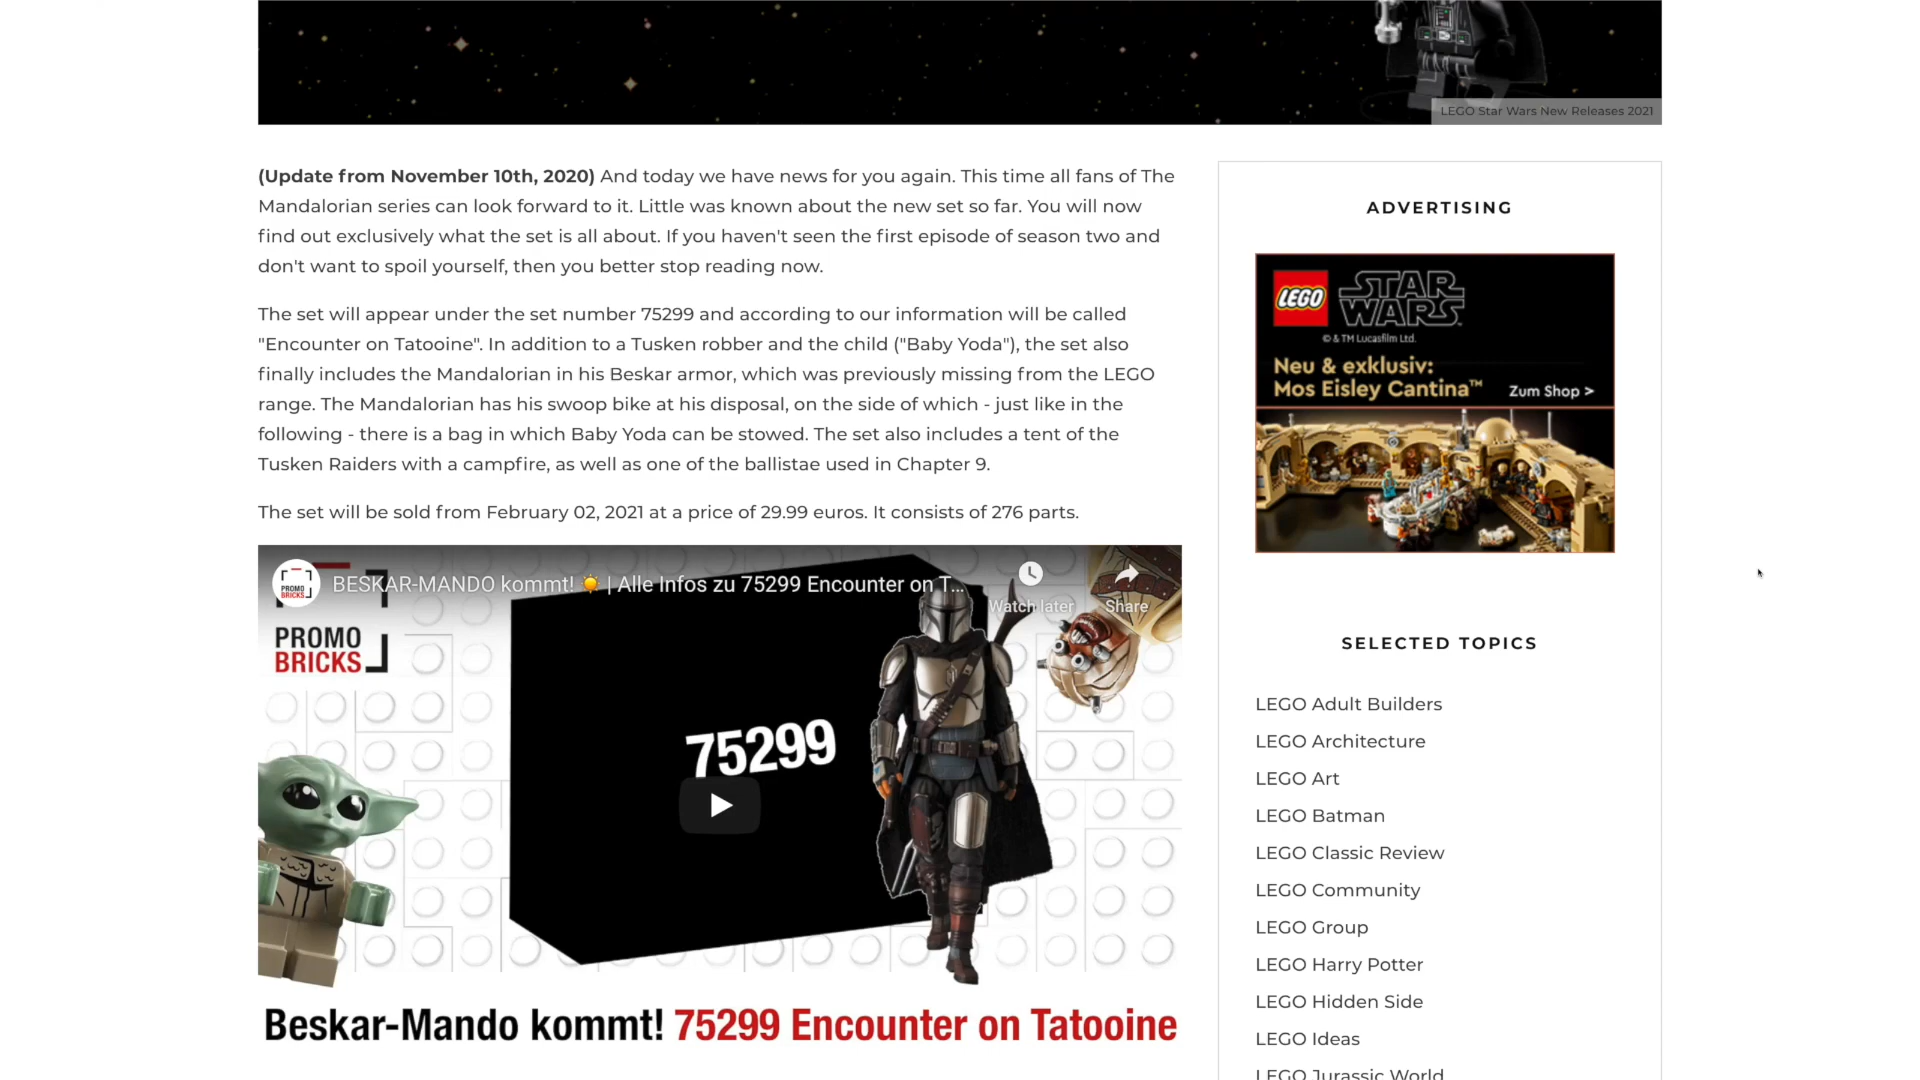 LEGO Star Wars New Releases 2021
(Update from November 10th, 2020) And today we have news for you again. This time all fans of The
Mandalorian series can look forward to it. Little was known about the new set so far. You will now
find out exclusively what the set is all about. If you haven't seen the first episode of season two and
don't want to spoil yourself, then you better stop reading now.
The set will appear under the set number 75299 and according to our information will be called
"Encounter on Tatooine". In addition to a Tusken robber and the child ("Baby Yoda"), the set also
finally includes the Mandalorian in his Beskar armor, which was previously missing from the LEGO
range. The Mandalorian has his swoop bike at his disposal, on the side of which - just like in the
following - there is a bag in which Baby Yoda can be stowed. The set also includes a tent of the
Tusken Raiders with a campfire, as well as one of the ballistae used in Chapter 9.
The set will be sold from February 02, 2021 at a price of 29.99 euros. It consists of 276 parts.
PROMO
BRICKS
BESKAR-MANDO kommt! ☀️ | Alle Infos zu 75299 Encounter on T...
Watch later
Share
PROMO
BRICKS
75299
Beskar-Mando kommt! 75299 Encounter on Tatooine
ADVERTISING
LEGO
STAR
WARS
© & TM Lucasfilm Ltd.
Neu & exklusiv:
Mos Eisley Cantina™
Zum Shop >
SELECTED TOPICS
LEGO Adult Builders
LEGO Architecture
LEGO Art
LEGO Batman
LEGO Classic Review
LEGO Community
LEGO Group
LEGO Harry Potter
LEGO Hidden Side
LEGO Ideas
LEGO Jurassic World